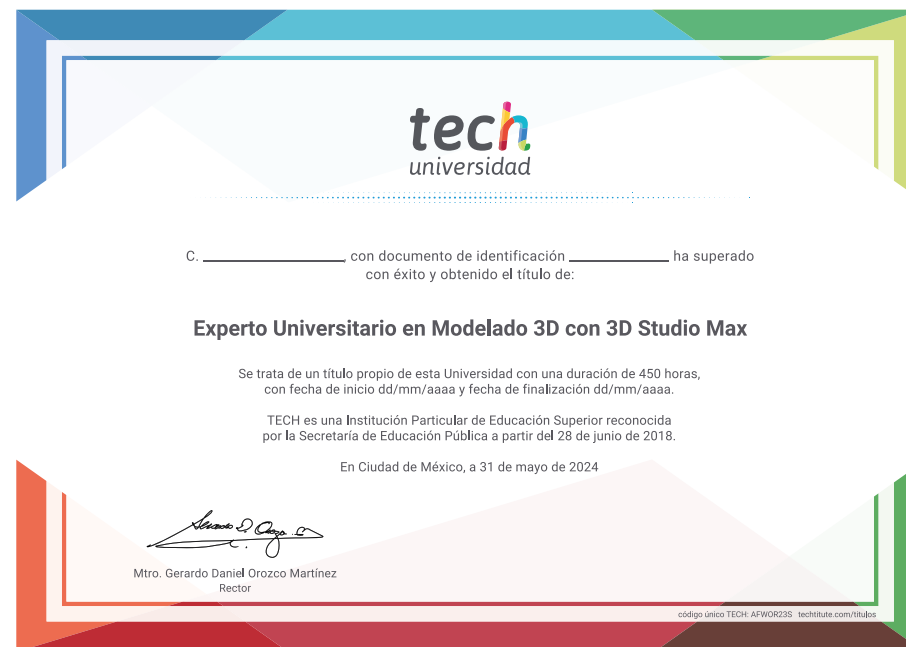 tech
universidad
C. ____________, con documento de identificación ____________ ha superado
con éxito y obtenido el título de:
Experto Universitario en Modelado 3D con 3D Studio Max
Se trata de un título propio de esta Universidad con una duración de 450 horas,
con fecha de inicio dd/mm/aaaa y fecha de finalización dd/mm/aaaa.
TECH es una Institución Particular de Educación Superior reconocida
por la Secretaría de Educación Pública a partir del 28 de junio de 2018.
En Ciudad de México, a 31 de mayo de 2024
Mtro. Gerardo Daniel Orozco Martínez
Rector
código único TECH: AFWOR23S techtitute.com/titulos